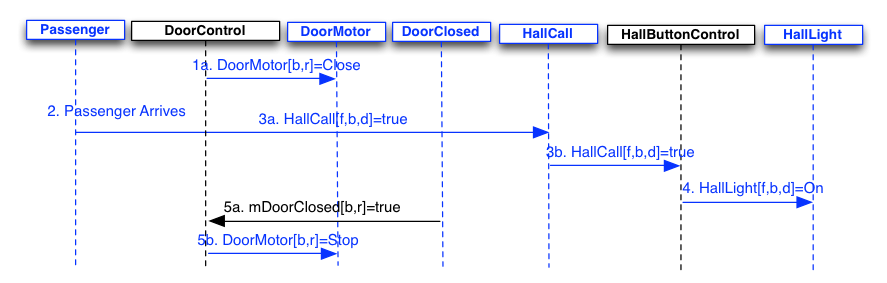 Passenger
DoorControl
DoorMotor
DoorClosed
HallCall
HallButtonControl
HallLight
1a. DoorMotor[b,r]=Close
2. Passenger Arrives
3a. HallCall[f,b,d]=true
3b. HallCall[f,b,d]=true
4. HallLight[f,b,d]=On
5a. mDoorClosed[b,r]=true
5b. DoorMotor[b,r]=Stop